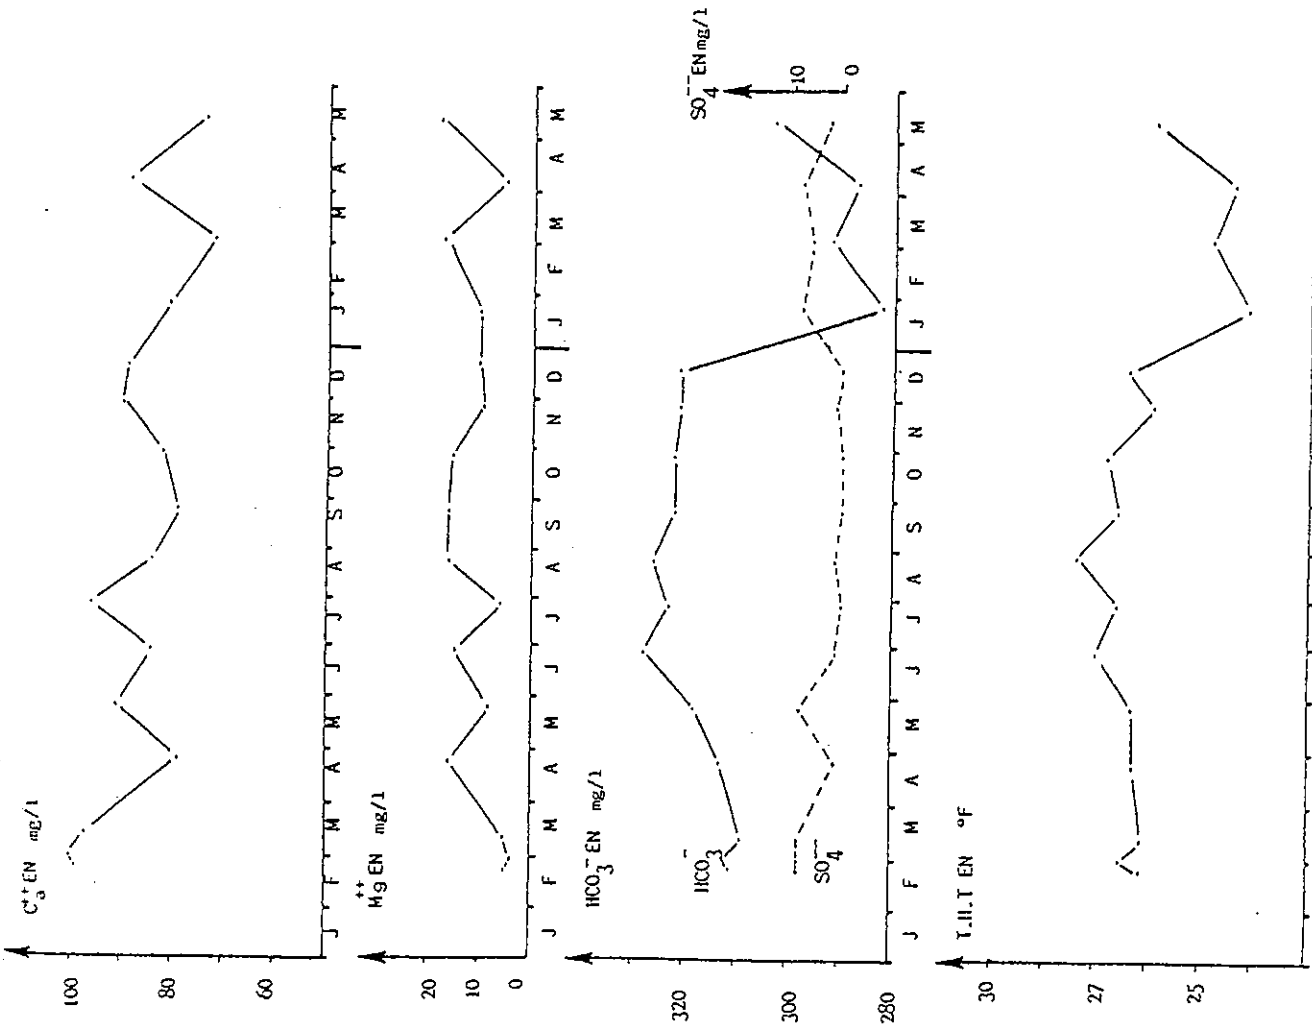 C++a EN mg/l
100
80
60
J F M A M J J A S O N D J F M A M
Mg++ EN mg/l
20
10
0
J F M A M J J A S O N D J F M A M
HCO3- EN mg/l
SO4-- EN mg/l
10
0
HCO3-
SO4--
320
300
280
J F M A M J J A S O N D J F M A M
T.H.T EN °F
30
27
25